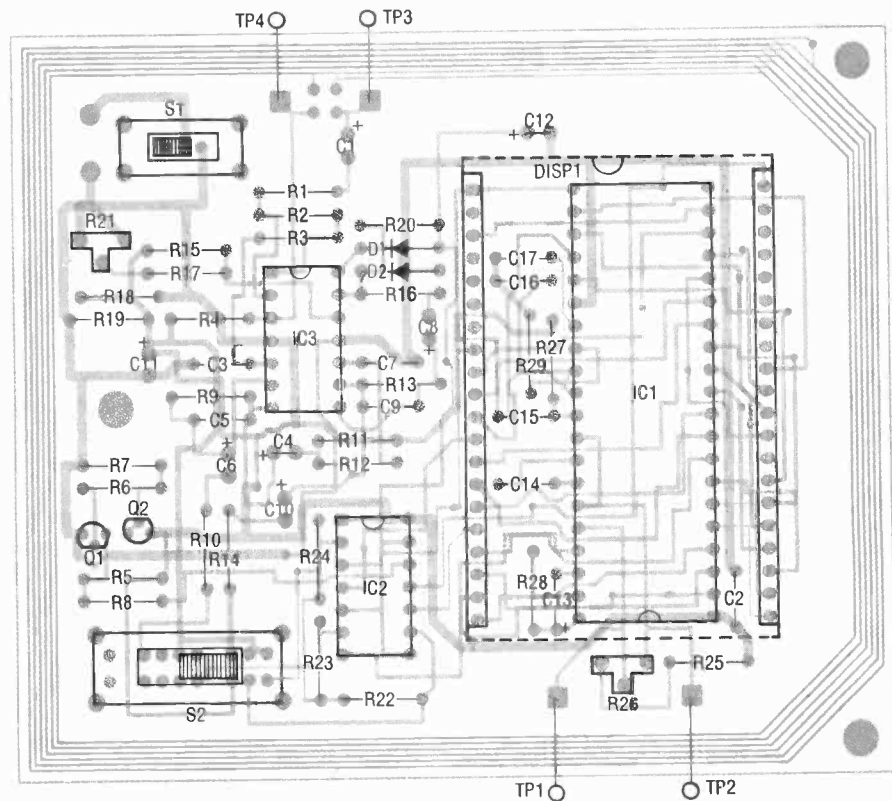 TP4
TP3
S1
C1
C12
DISP1
R1
R2
R3
R20
R21
R15
D1
R17
D2
C17
C16
R18
R16
R19
R4
IC3
C8
R27
C11
C3
C7
R29
R13
IC1
R9
C9
C5
C15
C4
R11
C6
R12
R7
R6
C14
C10
Q2
Q1
R10
R14
R24
R5
IC2
R28
R8
C13
C2
R23
R25
R26
R22
S2
TP1
TP2